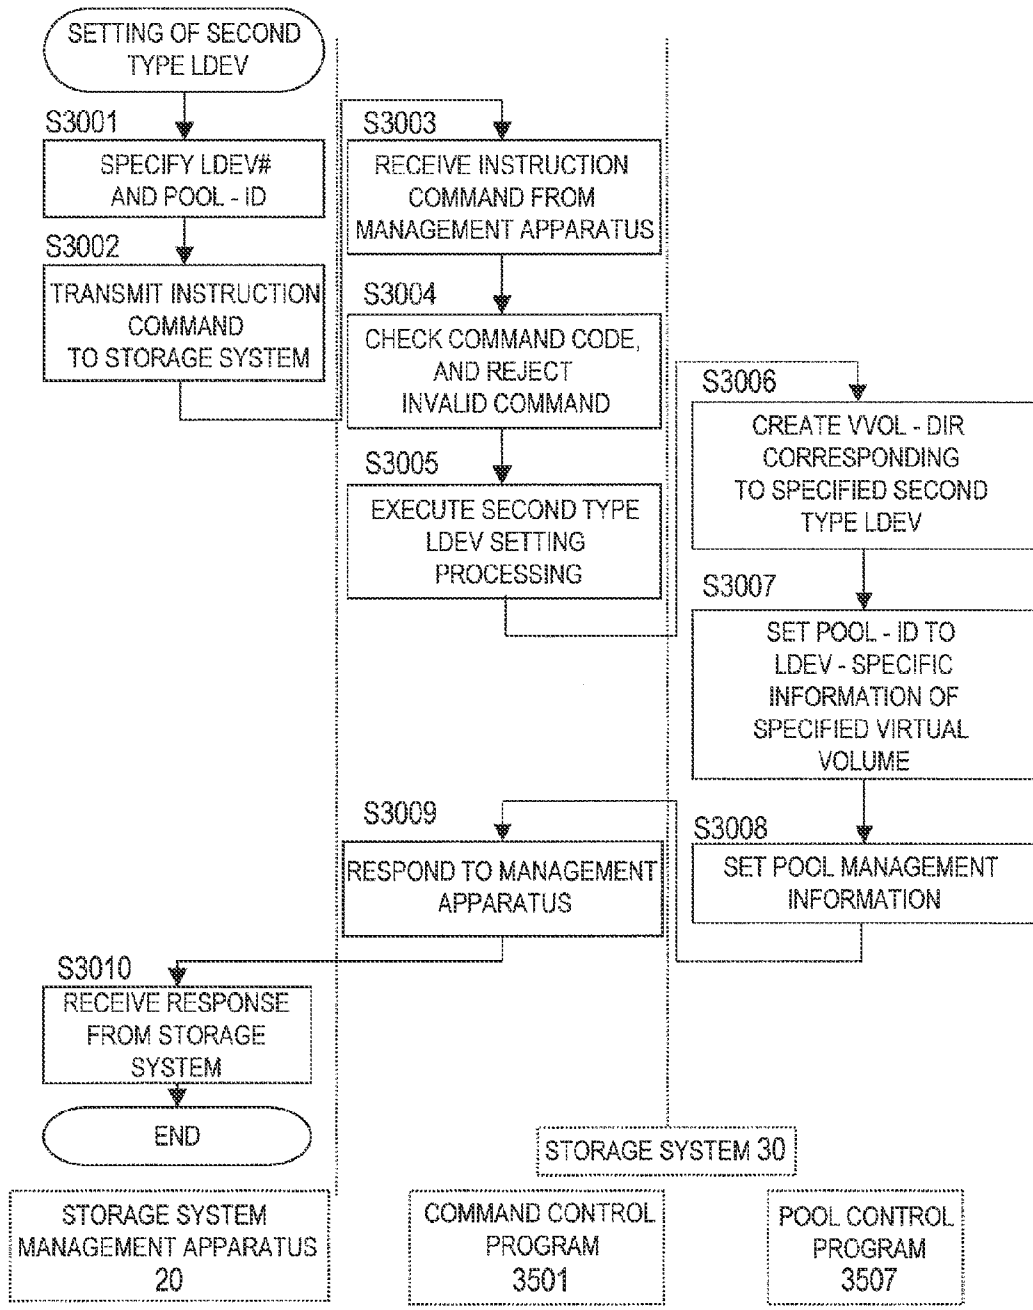 SETTING OF SECOND
TYPE LDEV
S3001
SPECIFY LDEV#
AND POOL - ID
S3002
TRANSMIT INSTRUCTION
COMMAND
TO STORAGE SYSTEM
S3003
RECEIVE INSTRUCTION
COMMAND FROM
MANAGEMENT APPARATUS
S3004
CHECK COMMAND CODE,
AND REJECT
INVALID COMMAND
S3005
EXECUTE SECOND TYPE
LDEV SETTING
PROCESSING
S3006
CREATE VVOL - DIR
CORRESPONDING
TO SPECIFIED SECOND
TYPE LDEV
S3007
SET POOL - ID TO
LDEV - SPECIFIC
INFORMATION OF
SPECIFIED VIRTUAL
VOLUME
S3008
SET POOL MANAGEMENT
INFORMATION
S3009
RESPOND TO MANAGEMENT
APPARATUS
S3010
RECEIVE RESPONSE
FROM STORAGE
SYSTEM
END
STORAGE SYSTEM 30
STORAGE SYSTEM
MANAGEMENT APPARATUS
20
COMMAND CONTROL
PROGRAM
3501
POOL CONTROL
PROGRAM
3507